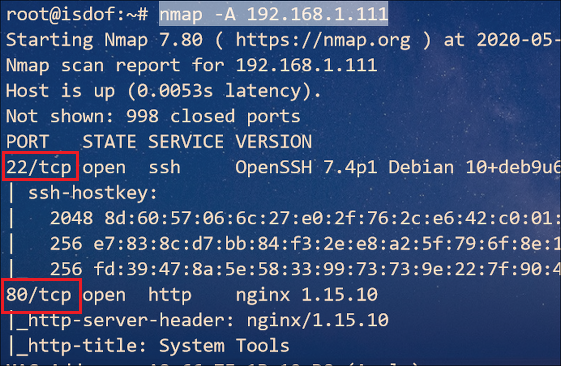 root@isdof:~# nmap -A 192.168.1.111
Starting Nmap 7.80 ( https://nmap.org ) at 2020-05-
Nmap scan report for 192.168.1.111
Host is up (0.0053s latency).
Not shown: 998 closed ports
PORT   STATE SERVICE VERSION
22/tcp open  ssh     OpenSSH 7.4p1 Debian 10+deb9u6
| ssh-hostkey:
|   2048 8d:60:57:06:6c:27:e0:2f:76:2c:e6:42:c0:01:
|   256 e7:83:8c:d7:bb:84:f3:2e:e8:a2:5f:79:6f:8e:1
|_  256 fd:39:47:8a:5e:58:33:99:73:73:9e:22:7f:90:4
80/tcp open  http    nginx 1.15.10
|_http-server-header: nginx/1.15.10
|_http-title: System Tools